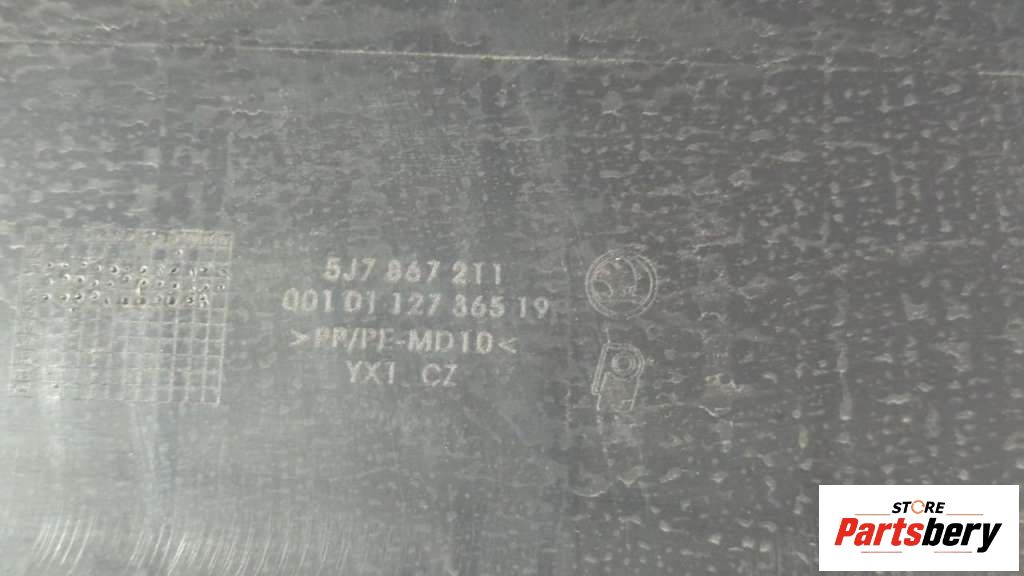 5J7 867 211
001 01 127 365 19
>PP/PE-MD10<
YX1 CZ
STORE
Partsbery